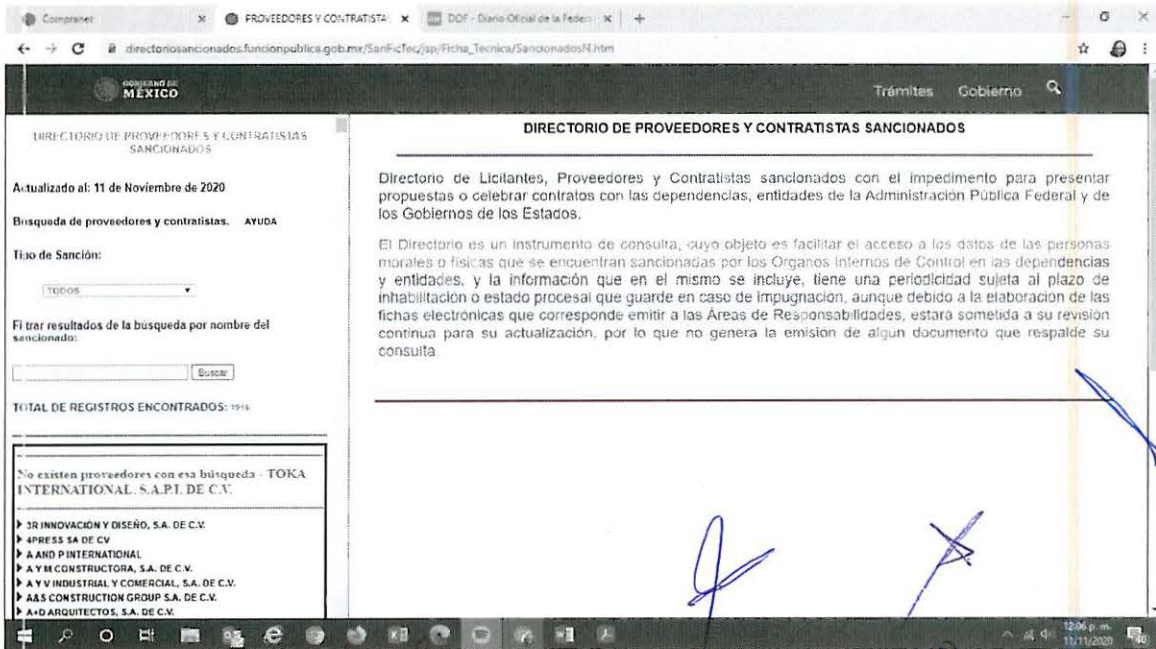 Compranet
PROVEEDORES Y CONTRATISTA
DOF - Diario Oficial de la Federa
directoriosancionados.funcionpublica.gob.mx/SanFicTec/jsp/Ficha_Tecnica/SancionadosN.htm
GOBIERNO DE
MÉXICO
Trámites Gobierno
DIRECTORIO DE PROVEEDORES Y CONTRATISTAS
SANCIONADOS
Actualizado al: 11 de Noviembre de 2020
Busqueda de proveedores y contratistas. AYUDA
Tipo de Sanción:
TODOS
Filtrar resultados de la búsqueda por nombre del
sancionado:
Buscar
TOTAL DE REGISTROS ENCONTRADOS:
No existen proveedores con esa búsqueda - TOKA
INTERNATIONAL, S.A.P.I. DE C.V.
3R INNOVACIÓN Y DISEÑO, S.A. DE C.V.
4PRESS SA DE CV
A AND P INTERNATIONAL
A Y M CONSTRUCTORA, S.A. DE C.V.
A Y V INDUSTRIAL Y COMERCIAL, S.A. DE C.V.
A&S CONSTRUCTION GROUP S.A. DE C.V.
A+D ARQUITECTOS, S.A. DE C.V.
DIRECTORIO DE PROVEEDORES Y CONTRATISTAS SANCIONADOS
Directorio de Licitantes, Proveedores y Contratistas sancionados con el impedimento para presentar
propuestas o celebrar contratos con las dependencias, entidades de la Administración Pública Federal y de
los Gobiernos de los Estados.
El Directorio es un instrumento de consulta, cuyo objeto es facilitar el acceso a los datos de las personas
morales o físicas que se encuentran sancionadas por los Organos Internos de Control en las dependencias
y entidades, y la información que en el mismo se incluye, tiene una periodicidad sujeta al plazo de
inhabilitación o estado procesal que guarde en caso de impugnación, aunque debido a la elaboración de las
fichas electrónicas que corresponde emitir a las Áreas de Responsabilidades, estará sometida a su revisión
continua para su actualización, por lo que no genera la emisión de algun documento que respalde su
consulta
12:06 p. m.
11/11/2020